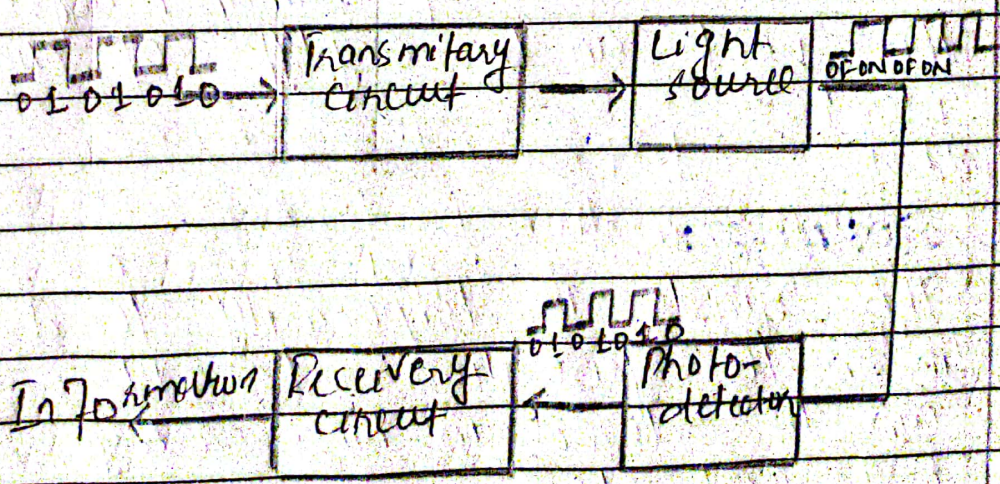 0 1 0 1 0 1 0
Transmitary
circuit
Light
source
OF ON OF ON
0 1 0 1 0 1 0
Photo-
detector
Receivery
circuit
Information